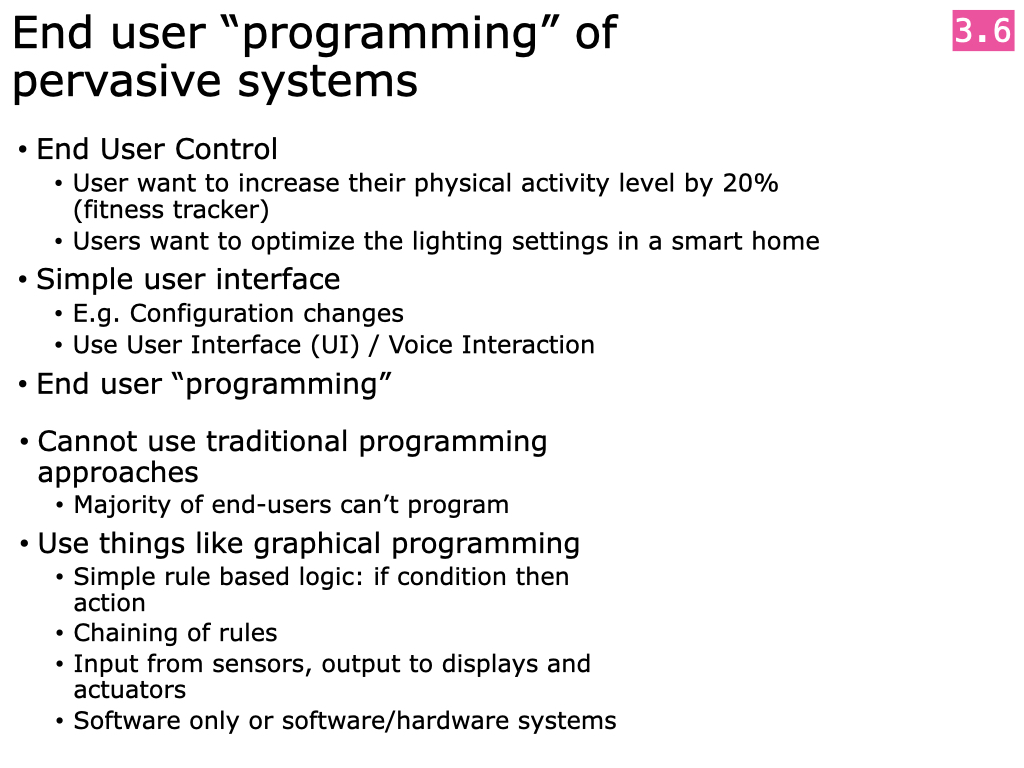 End user “programming” of
pervasive systems
3.6
• End User Control
• User want to increase their physical activity level by 20%
(fitness tracker)
• Users want to optimize the lighting settings in a smart home
• Simple user interface
• E.g. Configuration changes
• Use User Interface (UI) / Voice Interaction
• End user “programming”
• Cannot use traditional programming
approaches
• Majority of end-users can’t program
• Use things like graphical programming
• Simple rule based logic: if condition then
action
• Chaining of rules
• Input from sensors, output to displays and
actuators
• Software only or software/hardware systems